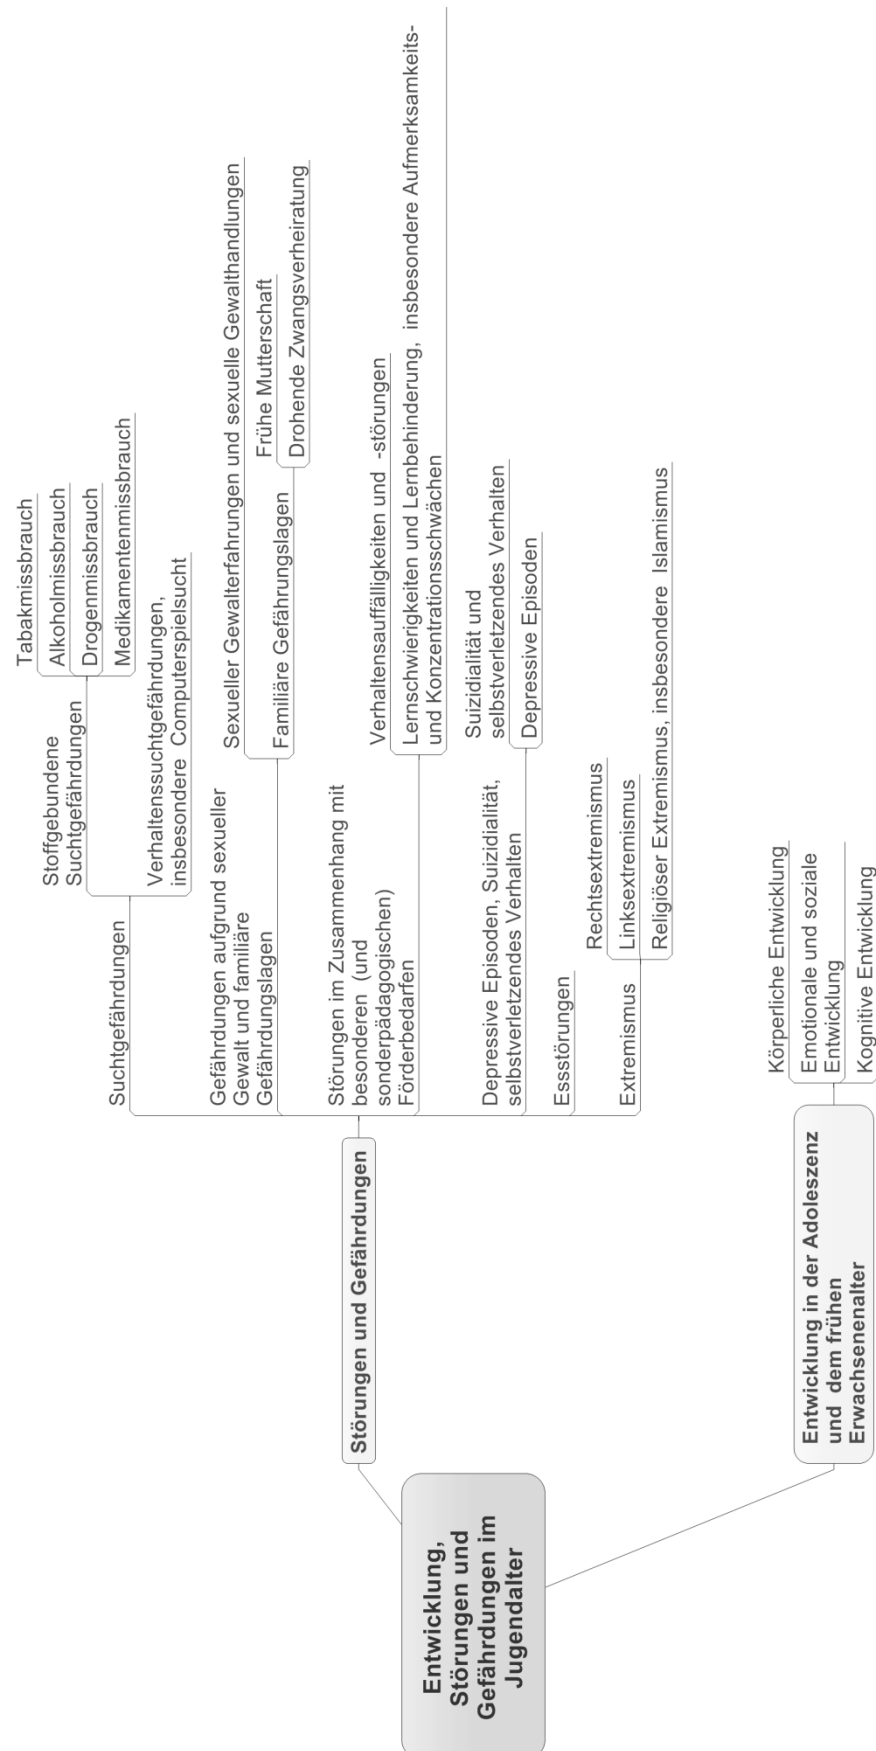 Entwicklung,
Störungen und
Gefährdungen im
Jugendalter
Störungen und Gefährdungen
Suchtgefährdungen
Stoffgebundene
Suchtgefährdungen
Tabakmissbrauch
Alkoholmissbrauch
Drogenmissbrauch
Medikamentenmissbrauch
Verhaltenssuchtgefährdungen,
insbesondere Computerspielsucht
Gefährdungen aufgrund sexueller
Gewalt und familiäre
Gefährdungslagen
Sexueller Gewalterfahrungen und sexuelle Gewalthandlungen
Familiäre Gefährdungslagen
Frühe Mutterschaft
Drohende Zwangsverheiratung
Störungen im Zusammenhang mit
besonderen (und
sonderpädagogischen)
Förderbedarfen
Verhaltensauffälligkeiten und -störungen
Lernschwierigkeiten und Lernbehinderung, insbesondere Aufmerksamkeits-
und Konzentrationsschwächen
Depressive Episoden, Suizidialität,
selbstverletzendes Verhalten
Suizidialität und
selbstverletzendes Verhalten
Depressive Episoden
Essstörungen
Extremismus
Rechtsextremismus
Linksextremismus
Religiöser Extremismus, insbesondere Islamismus
Entwicklung in der Adoleszenz
und dem frühen
Erwachsenenalter
Körperliche Entwicklung
Emotionale und soziale
Entwicklung
Kognitive Entwicklung